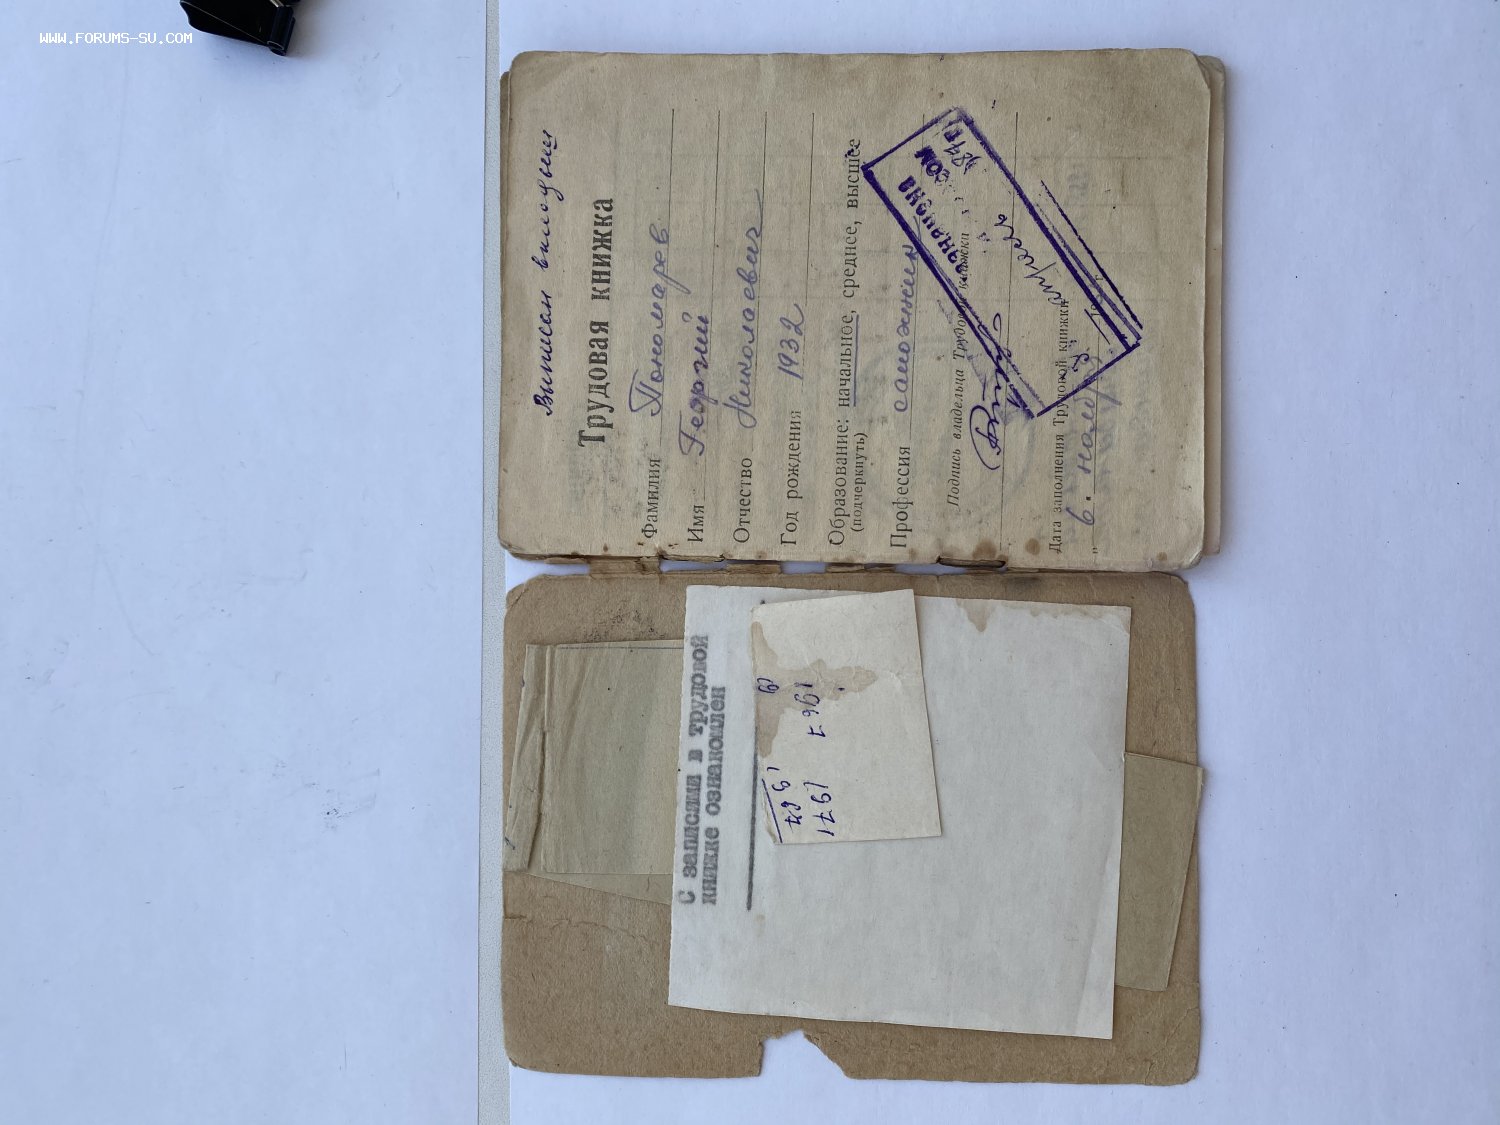 WWW.FORUMS-SU.COM
Выписан вкладыш
Трудовая книжка
Фамилия Пономарев
Имя Георгий
Отчество Николаевич
Год рождения 1932
Образование: начальное, среднее, высшее
(подчеркнуть)
Профессия сапожник
Подпись владельца Трудовой книжки
Дата заполнения Трудовой книжки
"6.
С записями в трудовой
книжке ознакомлен
1967
1971